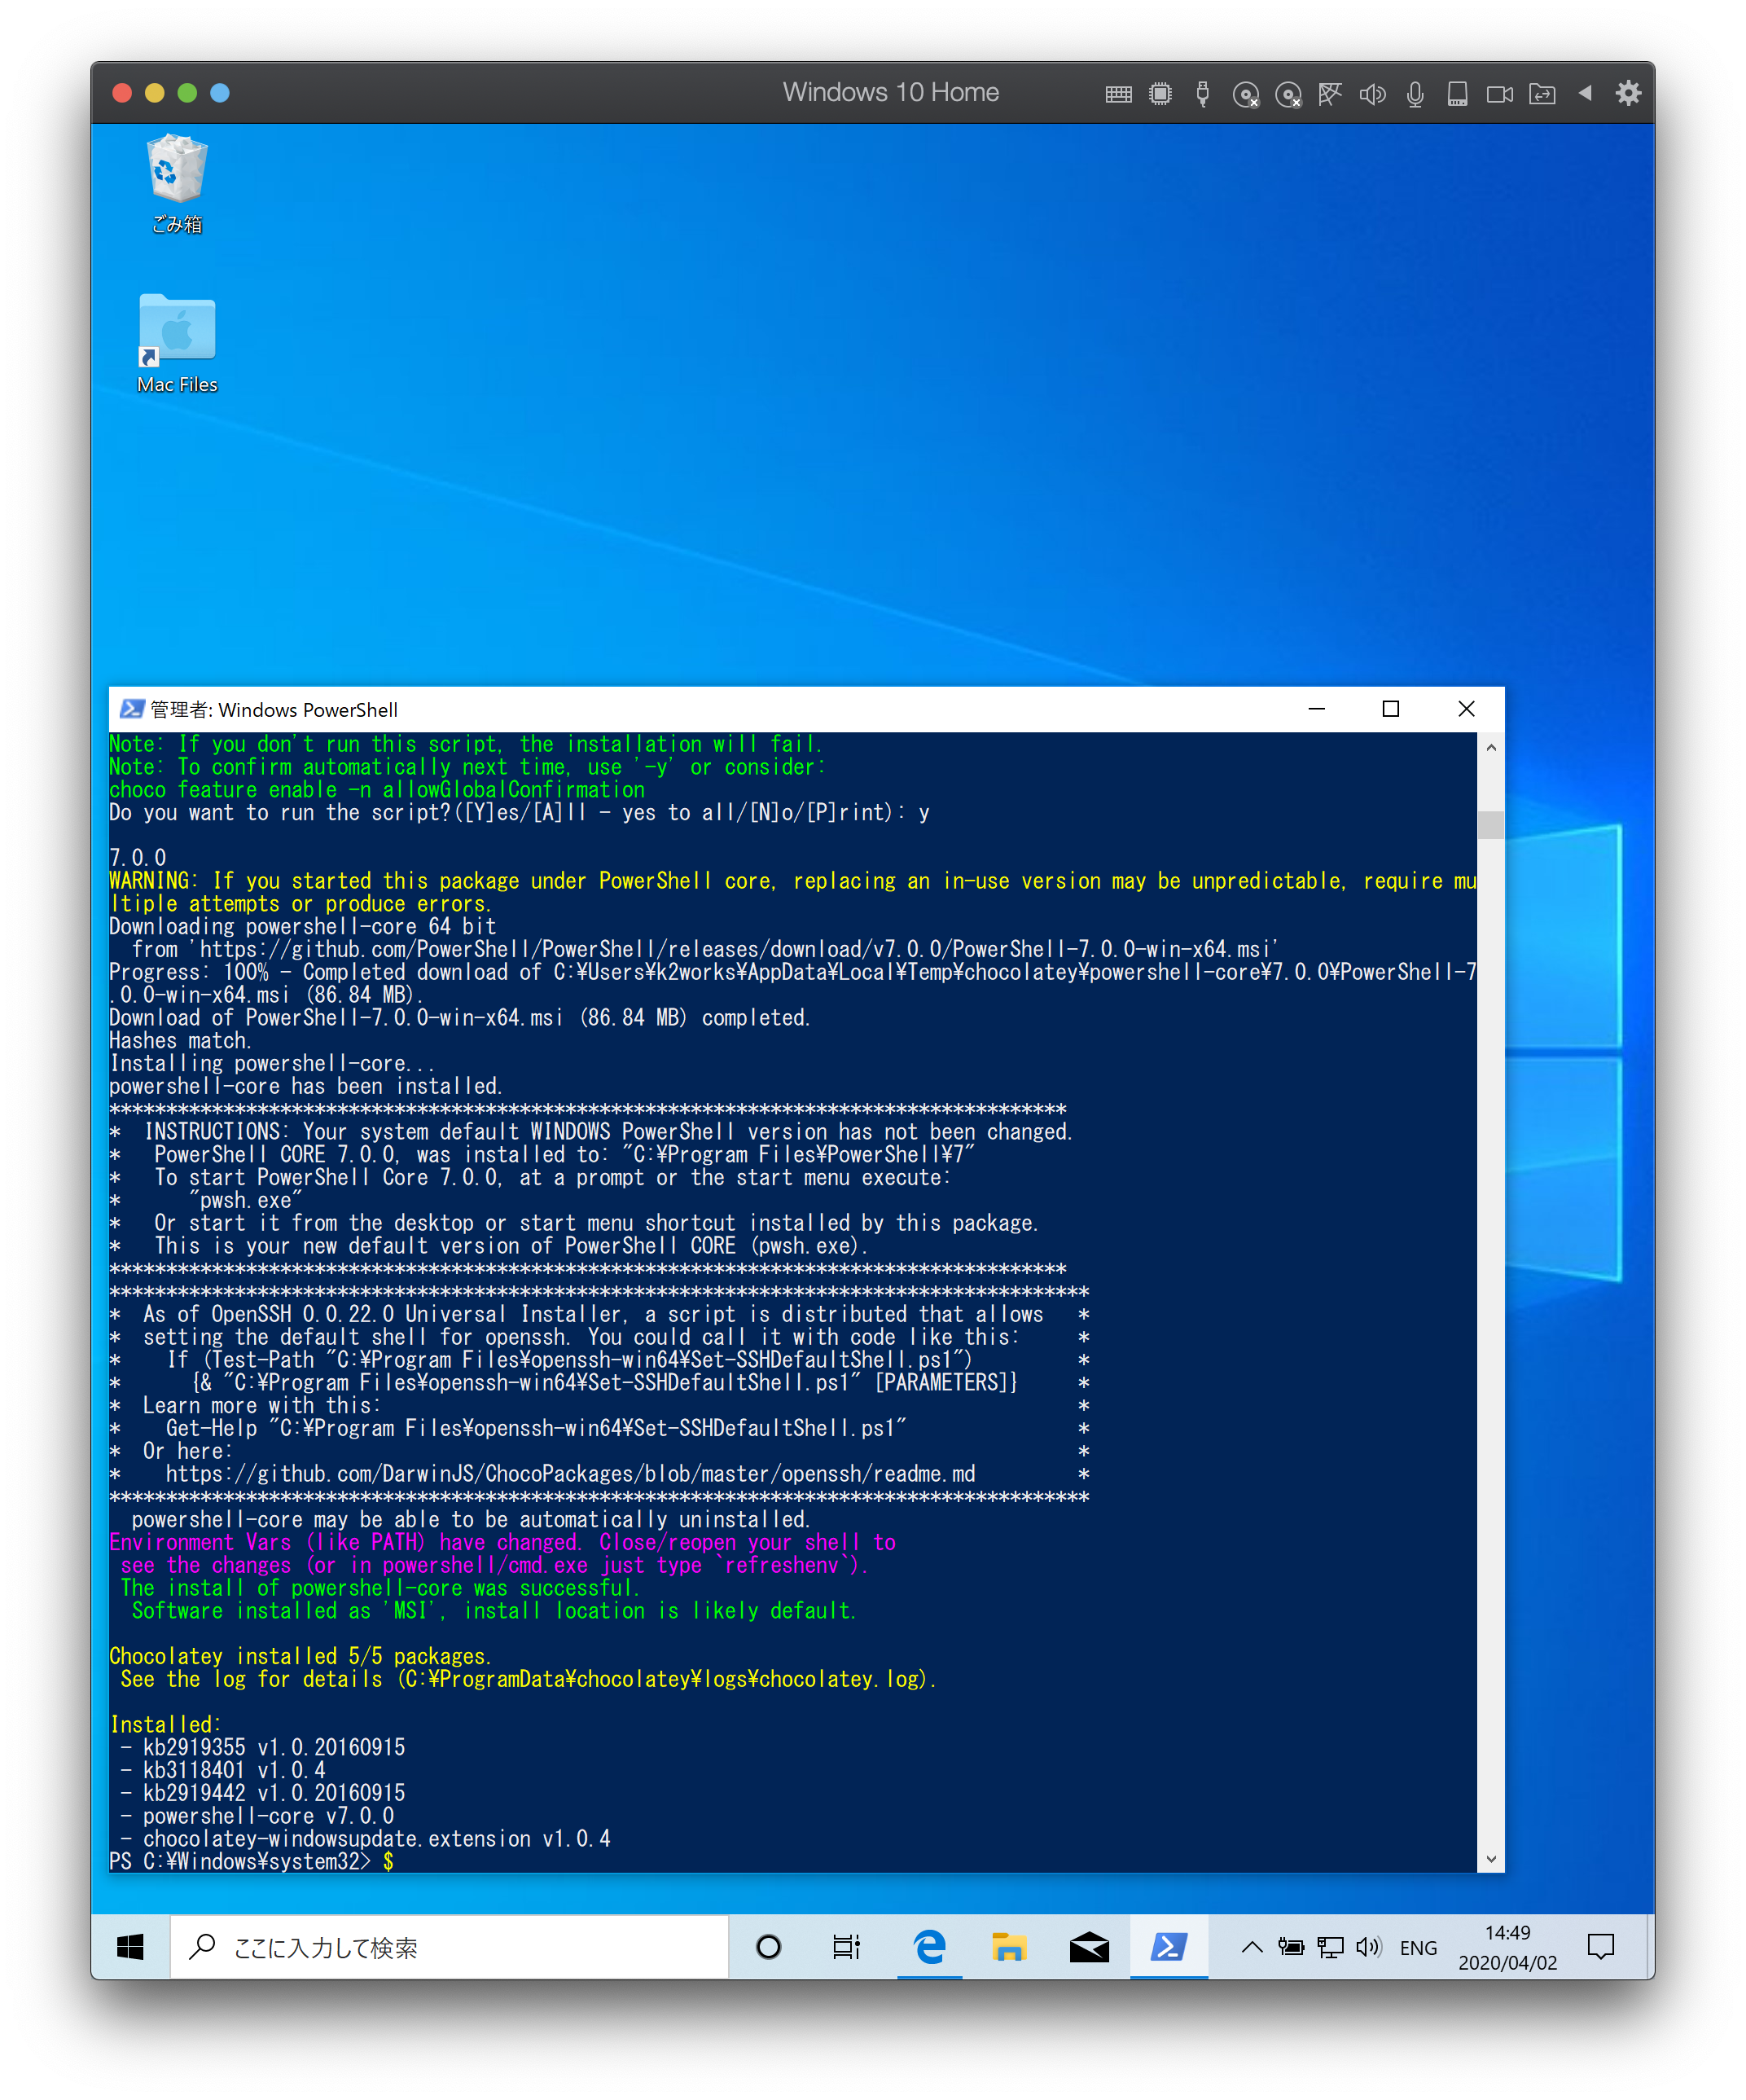 Windows 10 Home
ごみ箱
Mac Files
管理者: Windows PowerShell
Note: If you don't run this script, the installation will fail.
Note: To confirm automatically next time, use '-y' or consider:
choco feature enable -n allowGlobalConfirmation
Do you want to run the script?([Y]es/[A]ll - yes to all/[N]o/[P]rint): y
7.0.0
WARNING: If you started this package under PowerShell core, replacing an in-use version may be unpredictable, require mu
ltiple attempts or produce errors.
Downloading powershell-core 64 bit
  from 'https://github.com/PowerShell/PowerShell/releases/download/v7.0.0/PowerShell-7.0.0-win-x64.msi'
Progress: 100% - Completed download of C:¥Users¥k2works¥AppData¥Local¥Temp¥chocolatey¥powershell-core¥7.0.0¥PowerShell-7
.0.0-win-x64.msi (86.84 MB).
Download of PowerShell-7.0.0-win-x64.msi (86.84 MB) completed.
Hashes match.
Installing powershell-core...
powershell-core has been installed.
************************************************************************************
*  INSTRUCTIONS: Your system default WINDOWS PowerShell version has not been changed.
*   PowerShell CORE 7.0.0, was installed to: "C:¥Program Files¥PowerShell¥7"
*   To start PowerShell Core 7.0.0, at a prompt or the start menu execute:
*      "pwsh.exe"
*   Or start it from the desktop or start menu shortcut installed by this package.
*   This is your new default version of PowerShell CORE (pwsh.exe).
************************************************************************************
**************************************************************************************
*  As of OpenSSH 0.0.22.0 Universal Installer, a script is distributed that allows   *
*  setting the default shell for openssh. You could call it with code like this:     *
*    If (Test-Path "C:¥Program Files¥openssh-win64¥Set-SSHDefaultShell.ps1")         *
*      {& "C:¥Program Files¥openssh-win64¥Set-SSHDefaultShell.ps1" [PARAMETERS]}     *
*  Learn more with this:                                                             *
*    Get-Help "C:¥Program Files¥openssh-win64¥Set-SSHDefaultShell.ps1"               *
*  Or here:                                                                          *
*    https://github.com/DarwinJS/ChocoPackages/blob/master/openssh/readme.md         *
**************************************************************************************
  powershell-core may be able to be automatically uninstalled.
Environment Vars (like PATH) have changed. Close/reopen your shell to
 see the changes (or in powershell/cmd.exe just type `refreshenv`).
 The install of powershell-core was successful.
  Software installed as 'MSI', install location is likely default.
Chocolatey installed 5/5 packages.
 See the log for details (C:¥ProgramData¥chocolatey¥logs¥chocolatey.log).
Installed:
 - kb2919355 v1.0.20160915
 - kb3118401 v1.0.4
 - kb2919442 v1.0.20160915
 - powershell-core v7.0.0
 - chocolatey-windowsupdate.extension v1.0.4
PS C:¥Windows¥system32> $
ここに入力して検索
ENG
14:49
2020/04/02